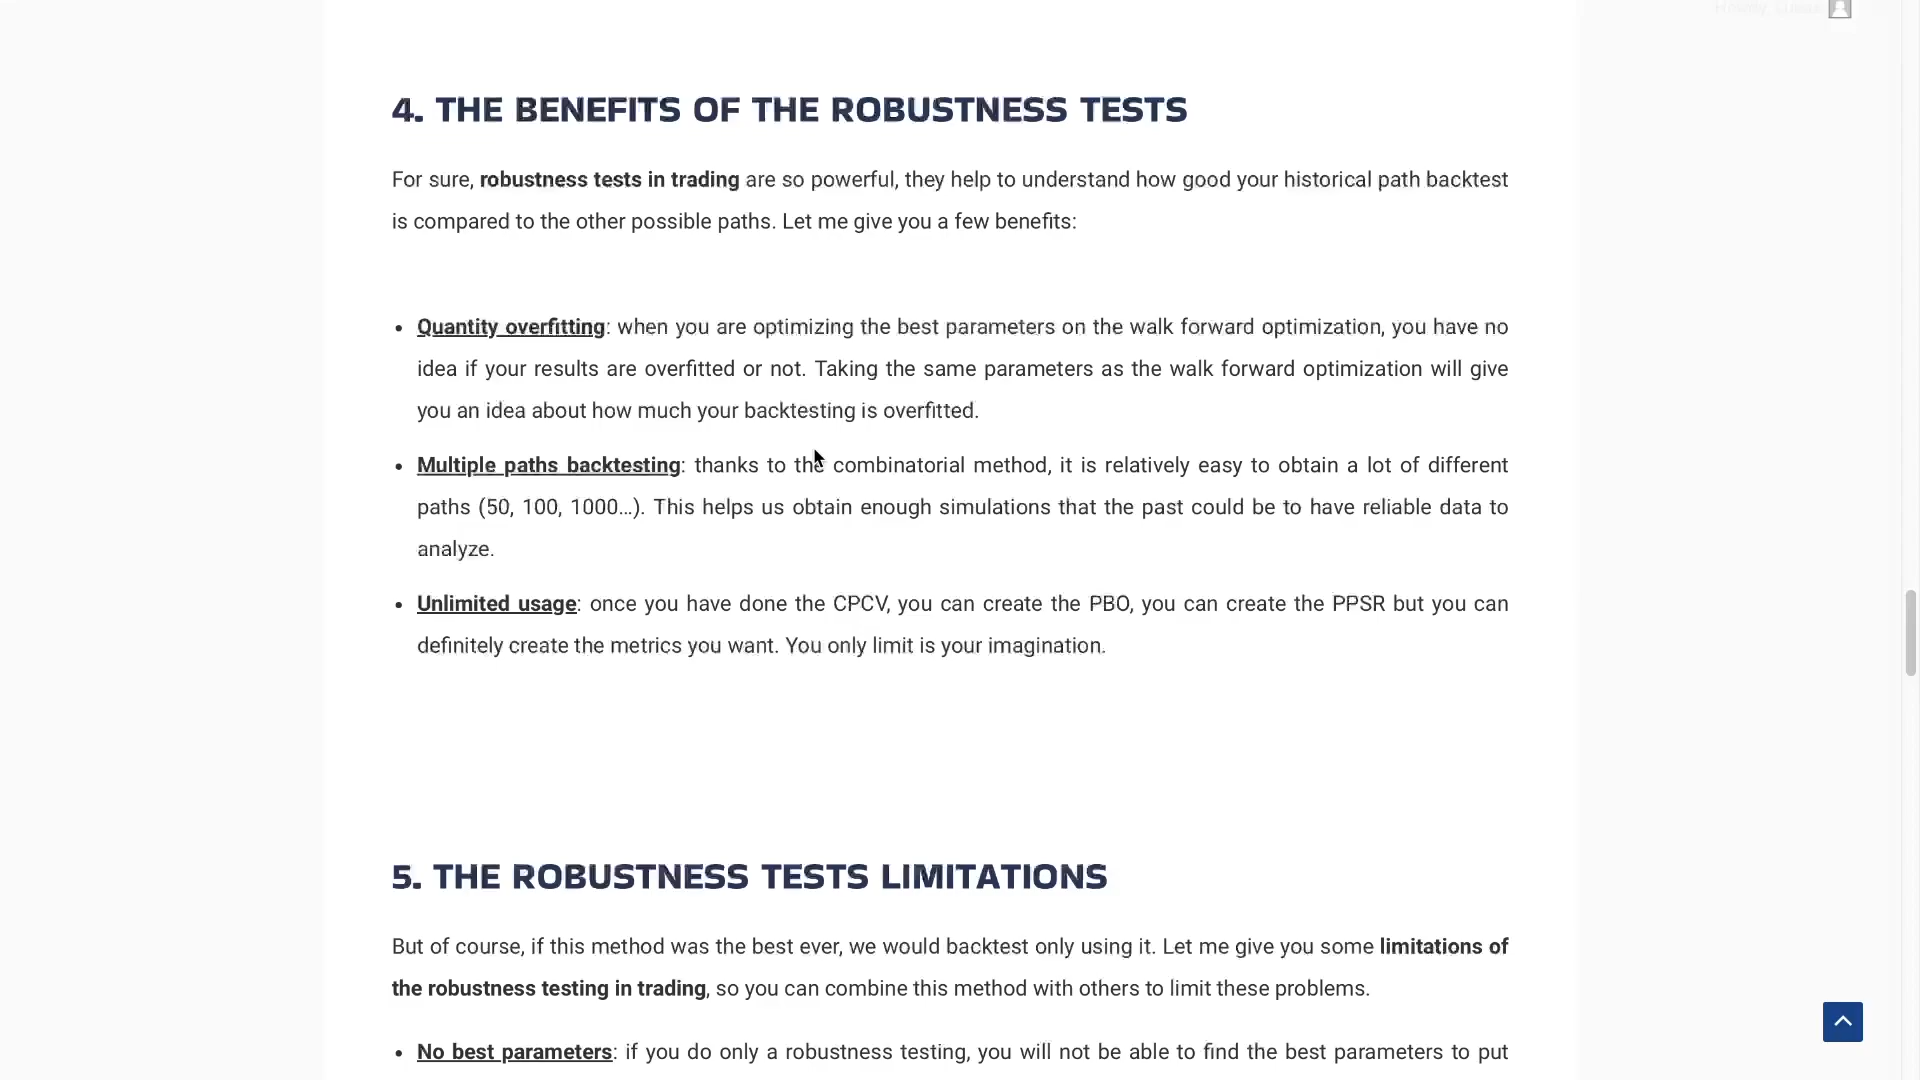 4. THE BENEFITS OF THE ROBUSTNESS TESTS
For sure, robustness tests in trading are so powerful, they help to understand how good your historical path backtest
is compared to the other possible paths. Let me give you a few benefits:
• Quantity overfitting: when you are optimizing the best parameters on the walk forward optimization, you have no
idea if your results are overfitted or not. Taking the same parameters as the walk forward optimization will give
you an idea about how much your backtesting is overfitted.
• Multiple paths backtesting: thanks to the combinatorial method, it is relatively easy to obtain a lot of different
paths (50, 100, 1000…). This helps us obtain enough simulations that the past could be to have reliable data to
analyze.
• Unlimited usage: once you have done the CPCV, you can create the PBO, you can create the PPSR but you can
definitely create the metrics you want. You only limit is your imagination.
5. THE ROBUSTNESS TESTS LIMITATIONS
But of course, if this method was the best ever, we would backtest only using it. Let me give you some limitations of
the robustness testing in trading, so you can combine this method with others to limit these problems.
• No best parameters: if you do only a robustness testing, you will not be able to find the best parameters to put